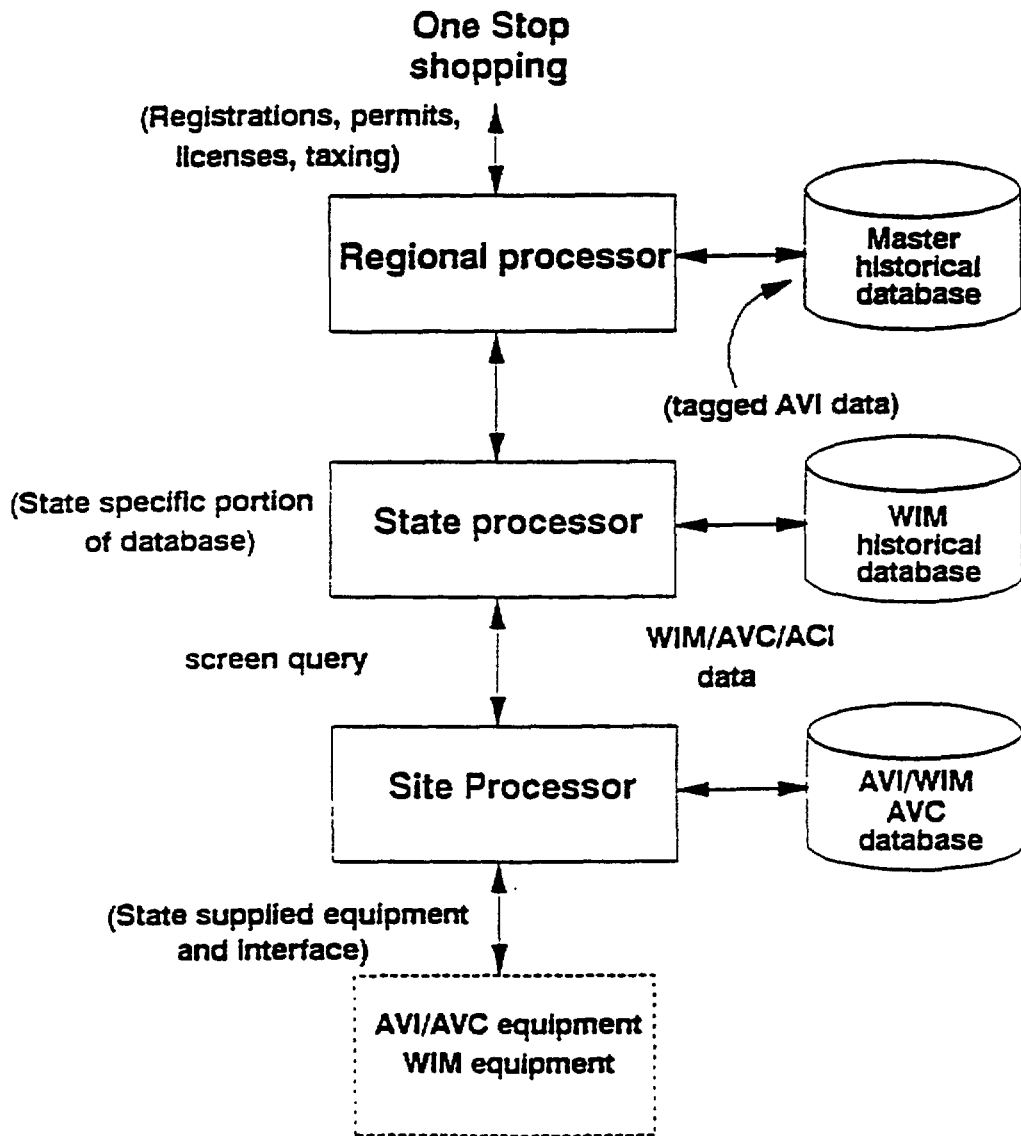 One Stop
shopping
(Registrations, permits,
licenses, taxing)
Regional processor
Master
historical
database
(tagged AVI data)
(State specific portion
of database)
State processor
WIM
historical
database
screen query
WIM/AVC/ACI
data
Site Processor
AVI/WIM
AVC
database
(State supplied equipment
and interface)
AVI/AVC equipment
WIM equipment